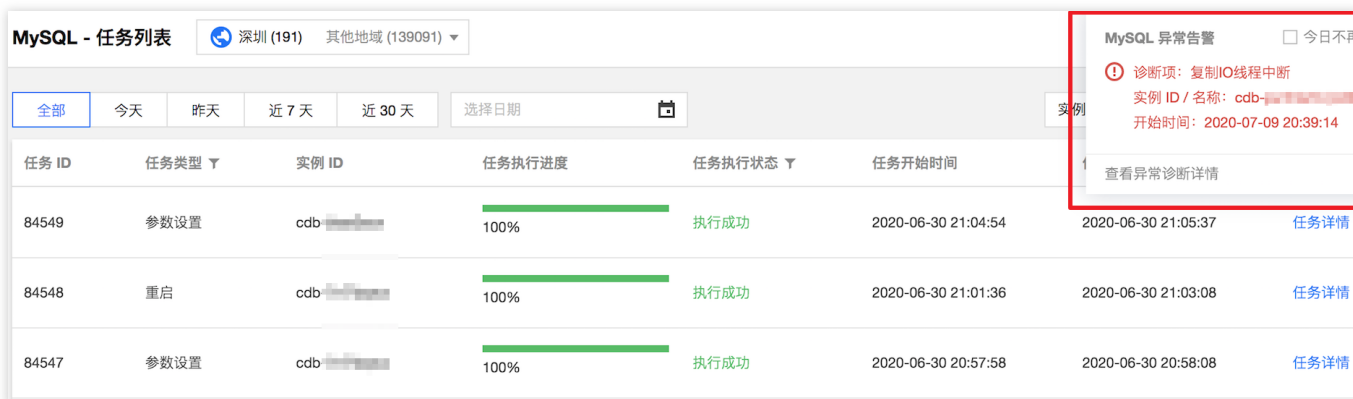 MySQL - 任务列表 深圳 (191) 其他地域 (139091)
MySQL 异常告警 今日不再
诊断项：复制IO线程中断
实例 ID / 名称：cdb-
开始时间：2020-07-09 20:39:14
查看异常诊断详情
全部 今天 昨天 近 7 天 近 30 天 选择日期 实例
任务 ID 任务类型 实例 ID 任务执行进度 任务执行状态 任务开始时间
84549 参数设置 cdb- 100% 执行成功 2020-06-30 21:04:54 2020-06-30 21:05:37 任务详情
84548 重启 cdb- 100% 执行成功 2020-06-30 21:01:36 2020-06-30 21:03:08 任务详情
84547 参数设置 cdb- 100% 执行成功 2020-06-30 20:57:58 2020-06-30 20:58:08 任务详情